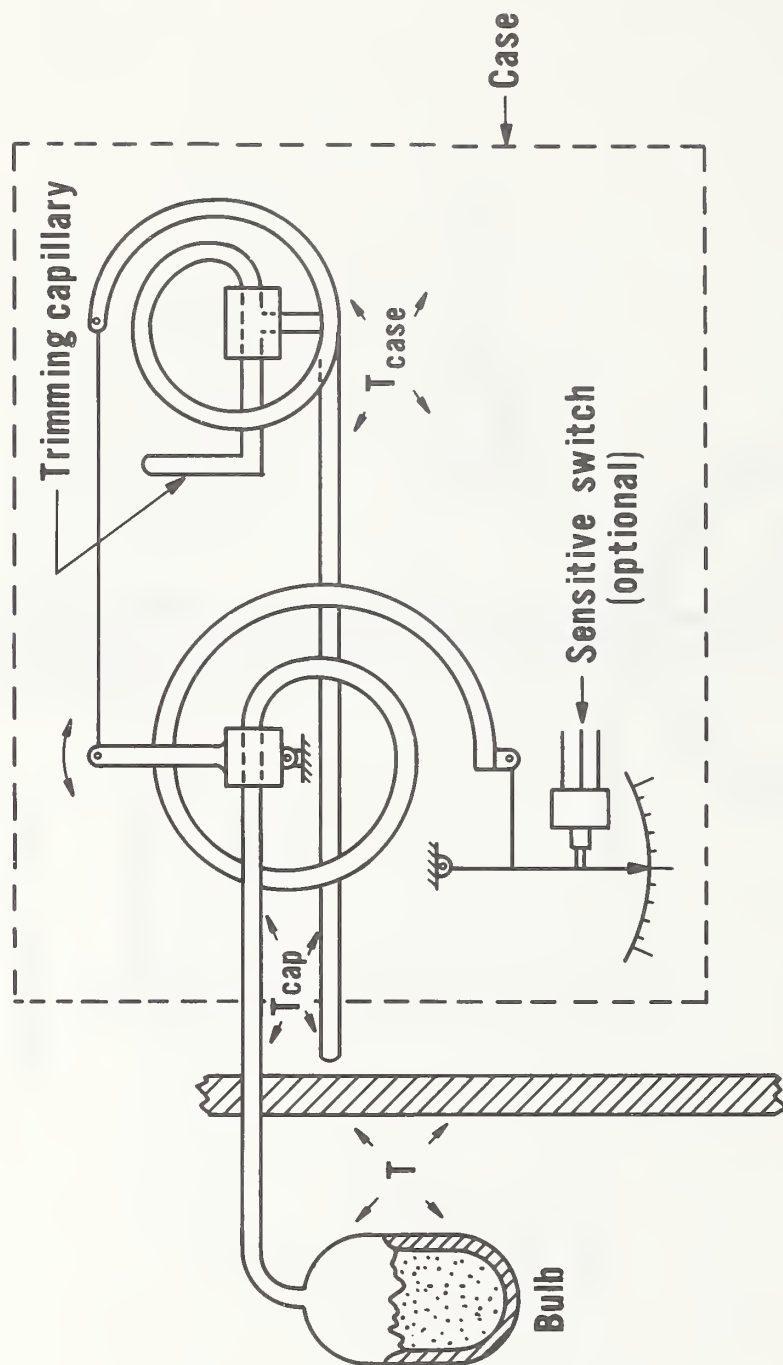 Case
Trimming capillary
T case
T cap
Sensitive switch
(optional)
T
Bulb